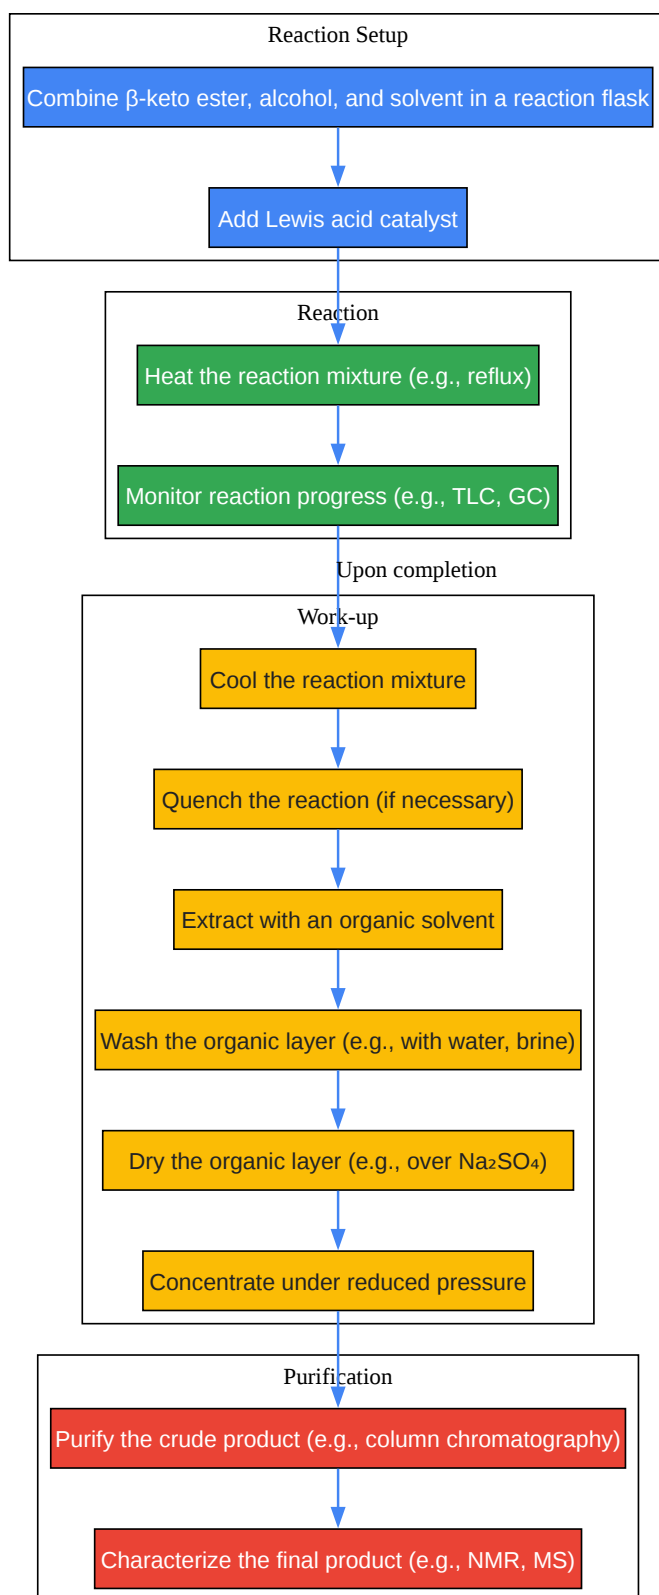 Reaction Setup
Combine β-keto ester, alcohol, and solvent in a reaction flask
Add Lewis acid catalyst
Reaction
Heat the reaction mixture (e.g., reflux)
Monitor reaction progress (e.g., TLC, GC)
Upon completion
Work-up
Cool the reaction mixture
Quench the reaction (if necessary)
Extract with an organic solvent
Wash the organic layer (e.g., with water, brine)
Dry the organic layer (e.g., over Na₂SO₄)
Concentrate under reduced pressure
Purification
Purify the crude product (e.g., column chromatography)
Characterize the final product (e.g., NMR, MS)